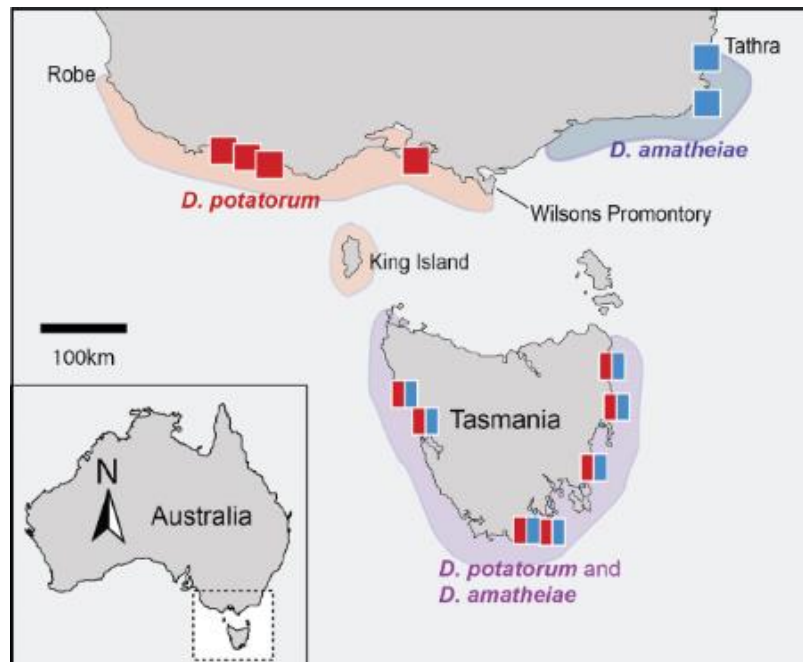 Tathra
Robe
D. amatheiae
D. potatorum
Wilsons Promontory
King Island
100km
Tasmania
N
Australia
D. potatorum and
D. amatheiae